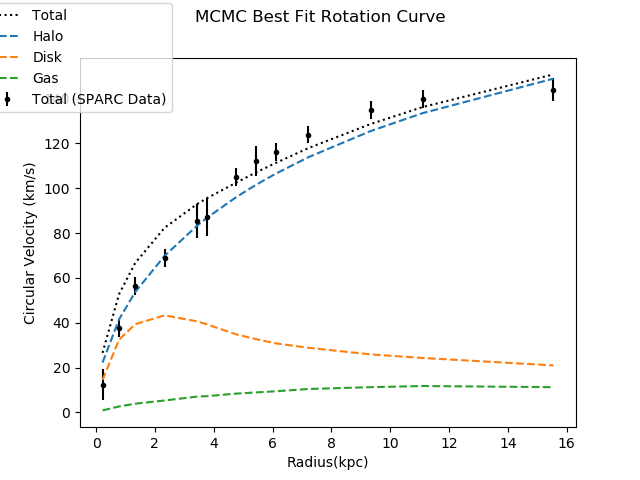 MCMC Best Fit Rotation Curve
Total
Halo
Disk
Gas
Total (SPARC Data)
120
100
80
60
40
20
0
Circular Velocity (km/s)
0 2 4 6 8 10 12 14 16
Radius(kpc)